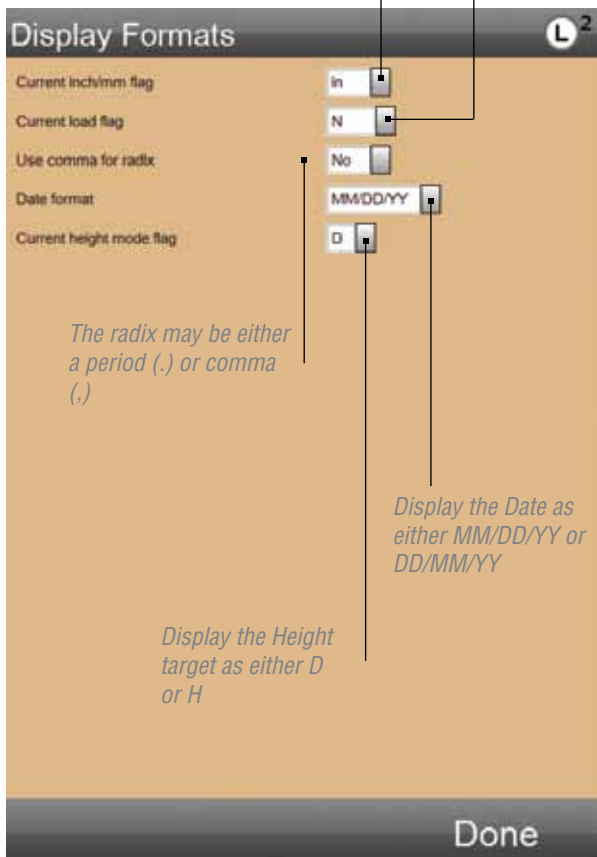 Display Formats L2
Current inch/mm flag In
Current load flag N
Use comma for radix No
Date format MM/DD/YY
Current height mode flag D
The radix may be either
a period (.) or comma
(,)
Display the Date as
either MM/DD/YY or
DD/MM/YY
Display the Height
target as either D
or H
Done